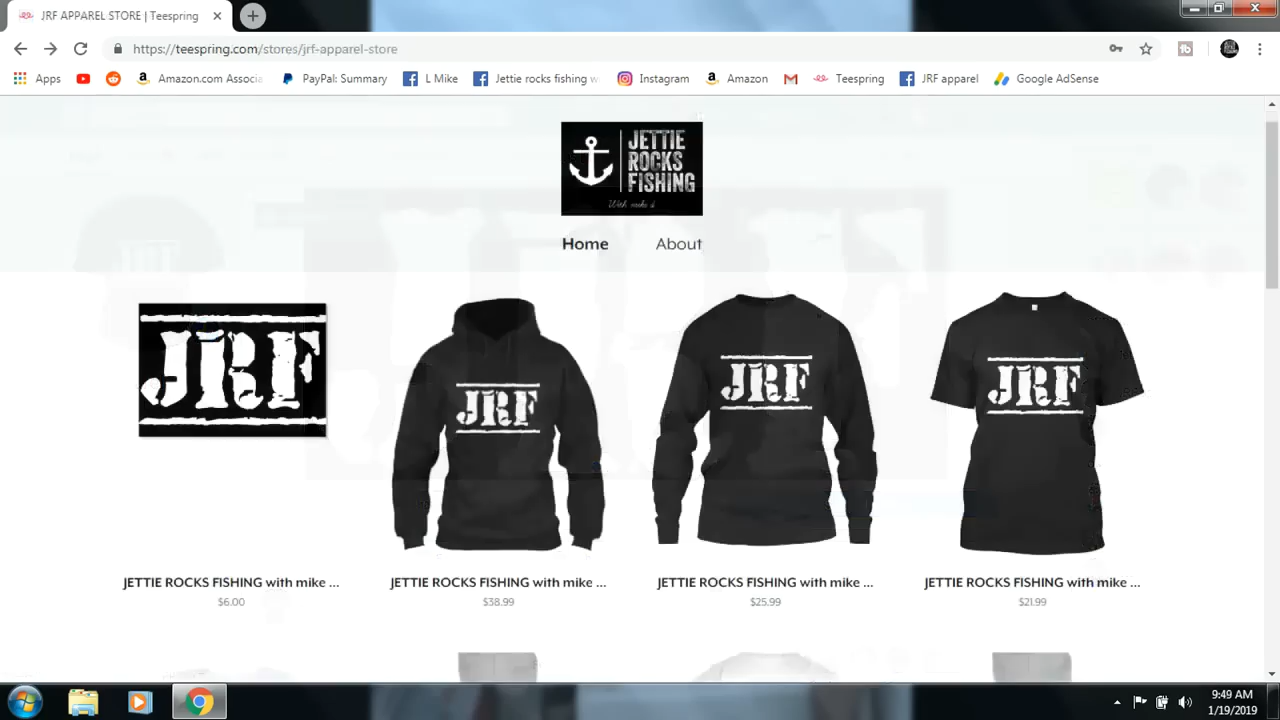 JRF APPAREL STORE | Teespring
https://teespring.com/stores/jrf-apparel-store
Apps
Amazon.com Associa
PayPal: Summary
L Mike
Jettie rocks fishing w
Instagram
Amazon
Teespring
JRF apparel
Google AdSense
JETTIE
ROCKS
FISHING
With mike d
Home About
JRF
JRF
JRF
JRF
JETTIE ROCKS FISHING with mike ...
$6.00
JETTIE ROCKS FISHING with mike ...
$38.99
JETTIE ROCKS FISHING with mike ...
$25.99
JETTIE ROCKS FISHING with mike ...
$21.99
9:49 AM
1/19/2019